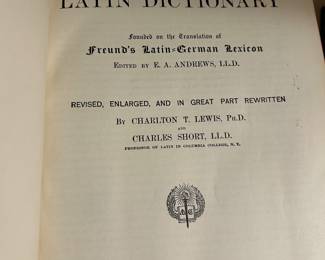 LATIN DICTIONARY
Founded on the Translation of
Freund's Latin-German Lexicon
EDITED BY E. A. ANDREWS, LL.D.
REVISED, ENLARGED, AND IN GREAT PART REWRITTEN
BY CHARLTON T. LEWIS, PH.D.
AND
CHARLES SHORT, LL.D.
PROFESSOR OF LATIN IN COLUMBIA COLLEGE, N. Y.